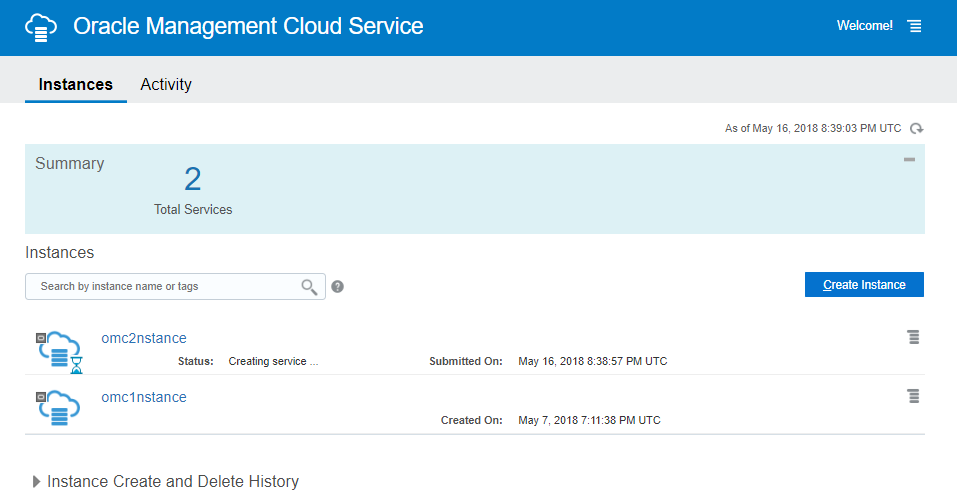 Oracle Management Cloud Service
Welcome!
Instances Activity
As of May 16, 2018 8:39:03 PM UTC
Summary
2
Total Services
Instances
Search by instance name or tags
?
Create Instance
omc2nstance
Status: Creating service ... Submitted On: May 16, 2018 8:38:57 PM UTC
omc1nstance
Created On: May 7, 2018 7:11:38 PM UTC
Instance Create and Delete History